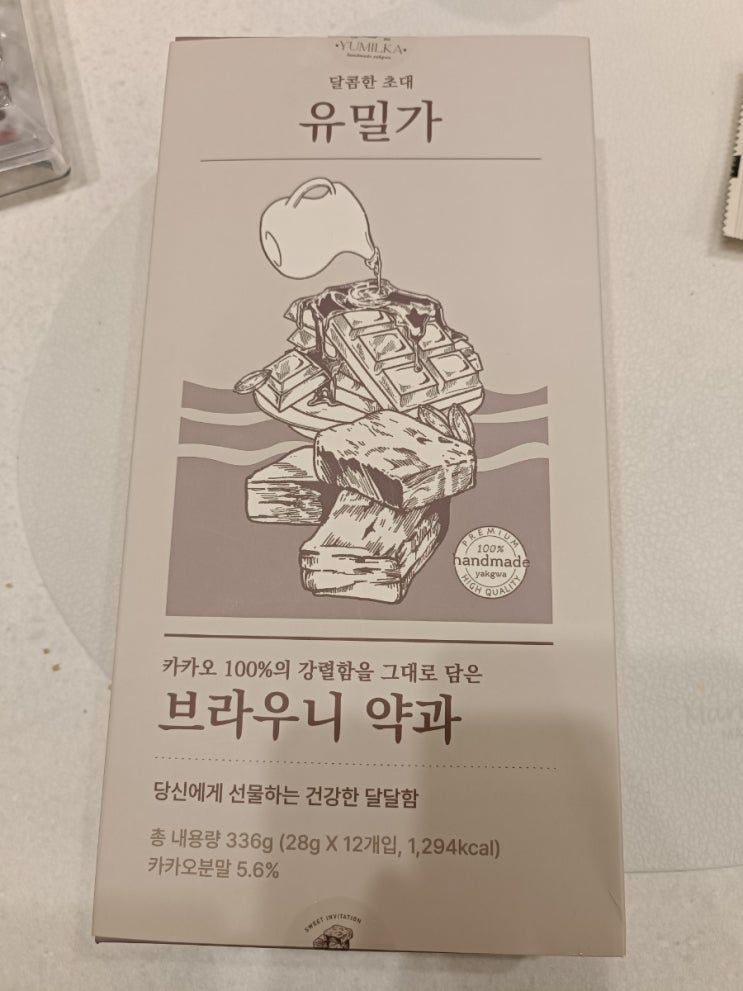 •YUMILKA•
handmade yakgwa
달콤한 초대
유밀가
PREMIUM
100%
handmade
yakgwa
HIGH QUALITY
카카오 100%의 강렬함을 그대로 담은
브라우니 약과
당신에게 선물하는 건강한 달달함
총 내용량 336g (28g X 12개입, 1,294kcal)
카카오분말 5.6%
SWEET INVITATION